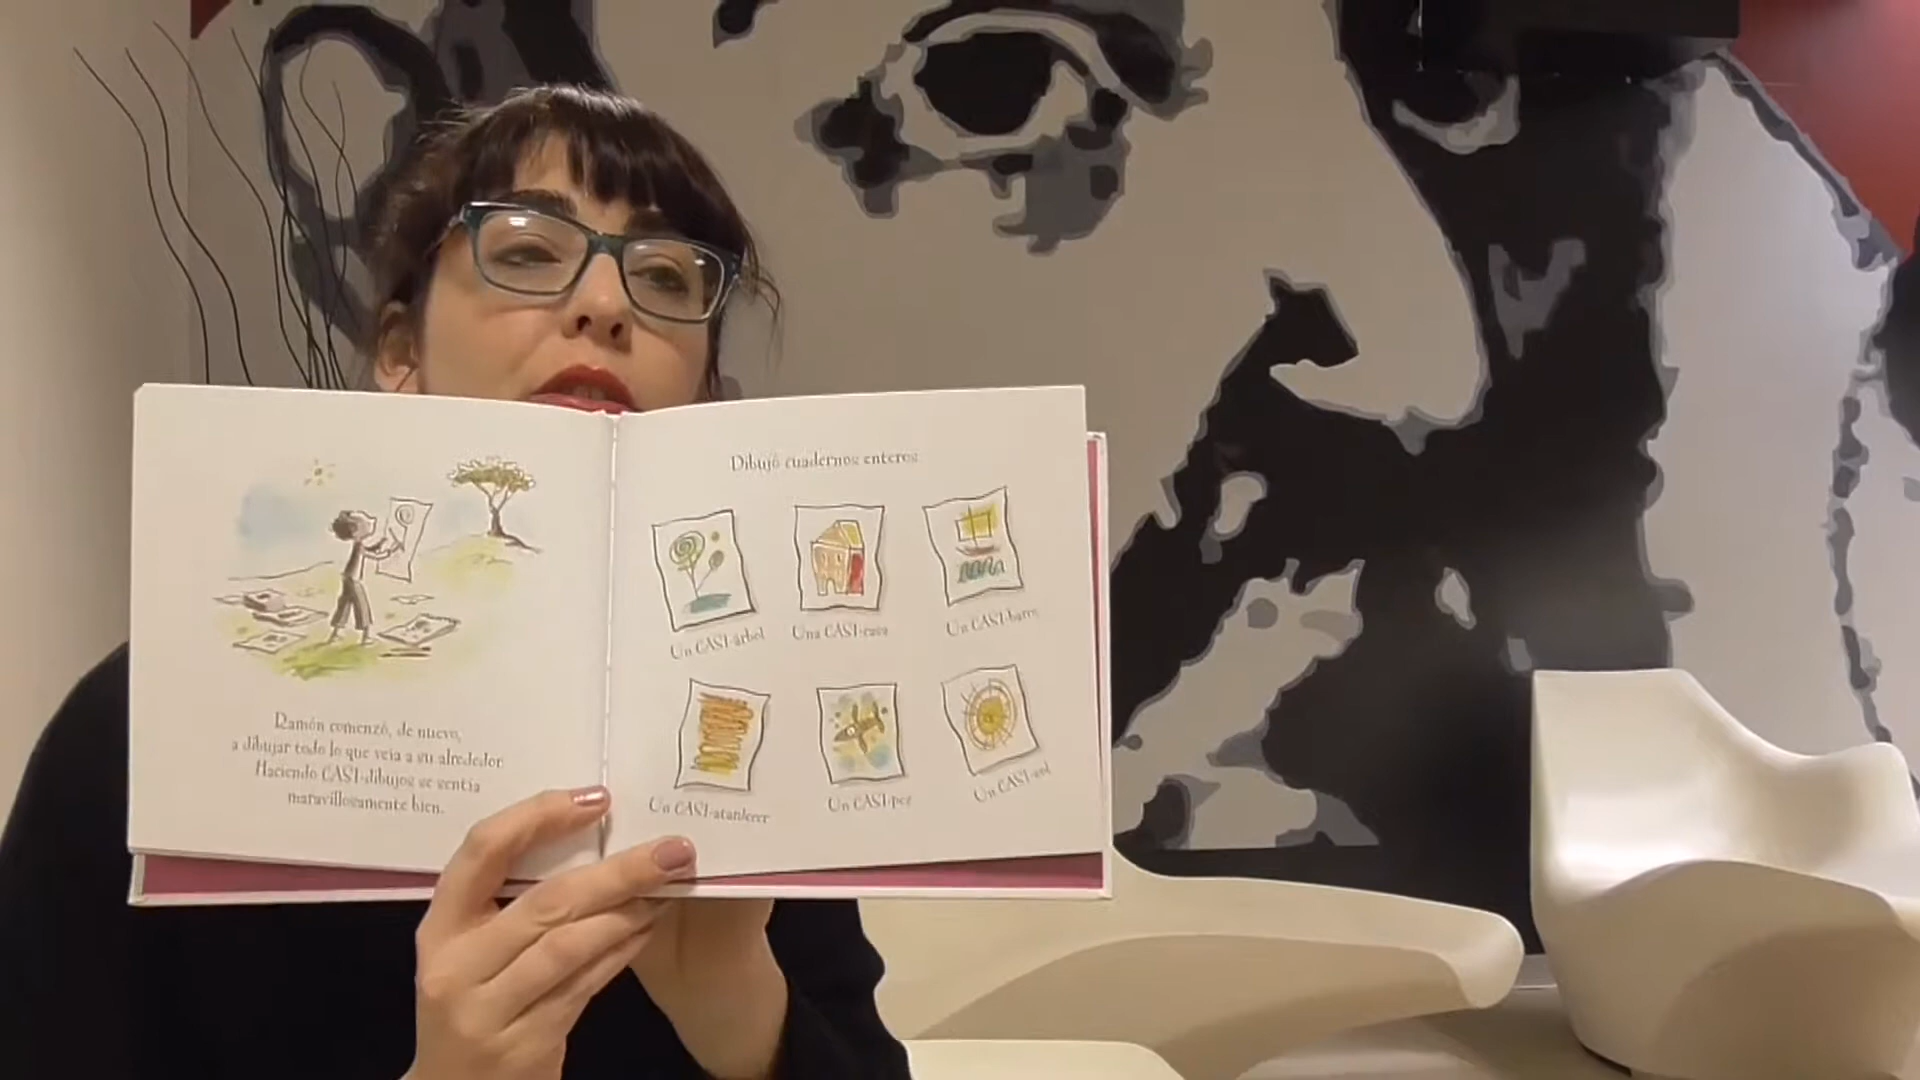 Ramón comenzó, de nuevo,
a dibujar todo lo que veía a su alrededor.
Haciendo CASI-dibujos se sentía
maravillosamente bien.
Dibujó cuadernos enteros.
Un CASI-árbol
Una CASI-casa
Un CASI-barco
Un CASI-atardecer
Un CASI-pez
Un CASI-sol